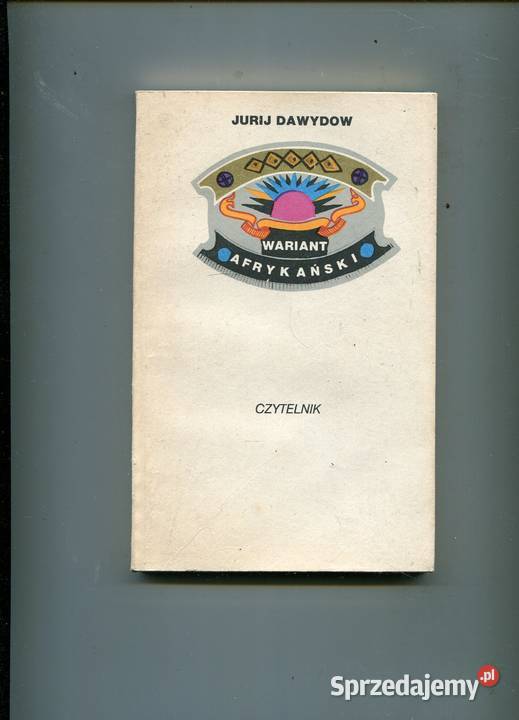 JURIJ DAWYDOW
WARIANT
AFRYKAŃSKI
CZYTELNIK
Sprzedajemy.pl